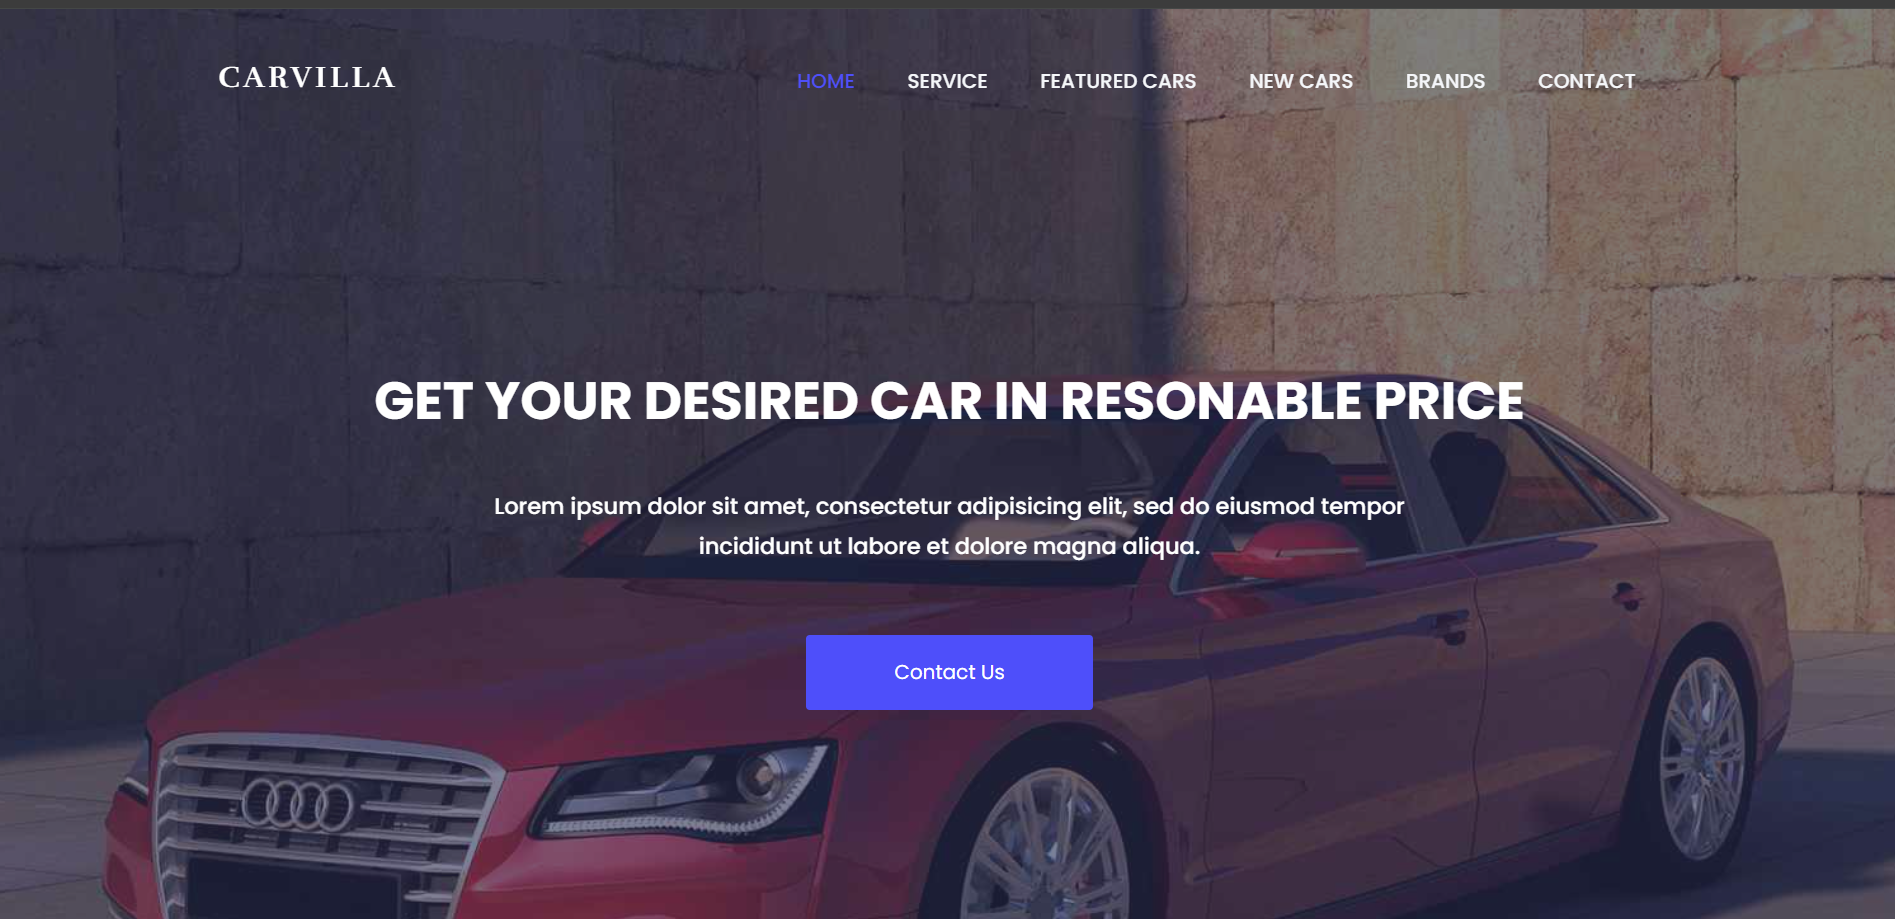 CARVILLA
HOME SERVICE FEATURED CARS NEW CARS BRANDS CONTACT
GET YOUR DESIRED CAR IN RESONABLE PRICE
Lorem ipsum dolor sit amet, consectetur adipisicing elit, sed do eiusmod tempor
incididunt ut labore et dolore magna aliqua.
Contact Us